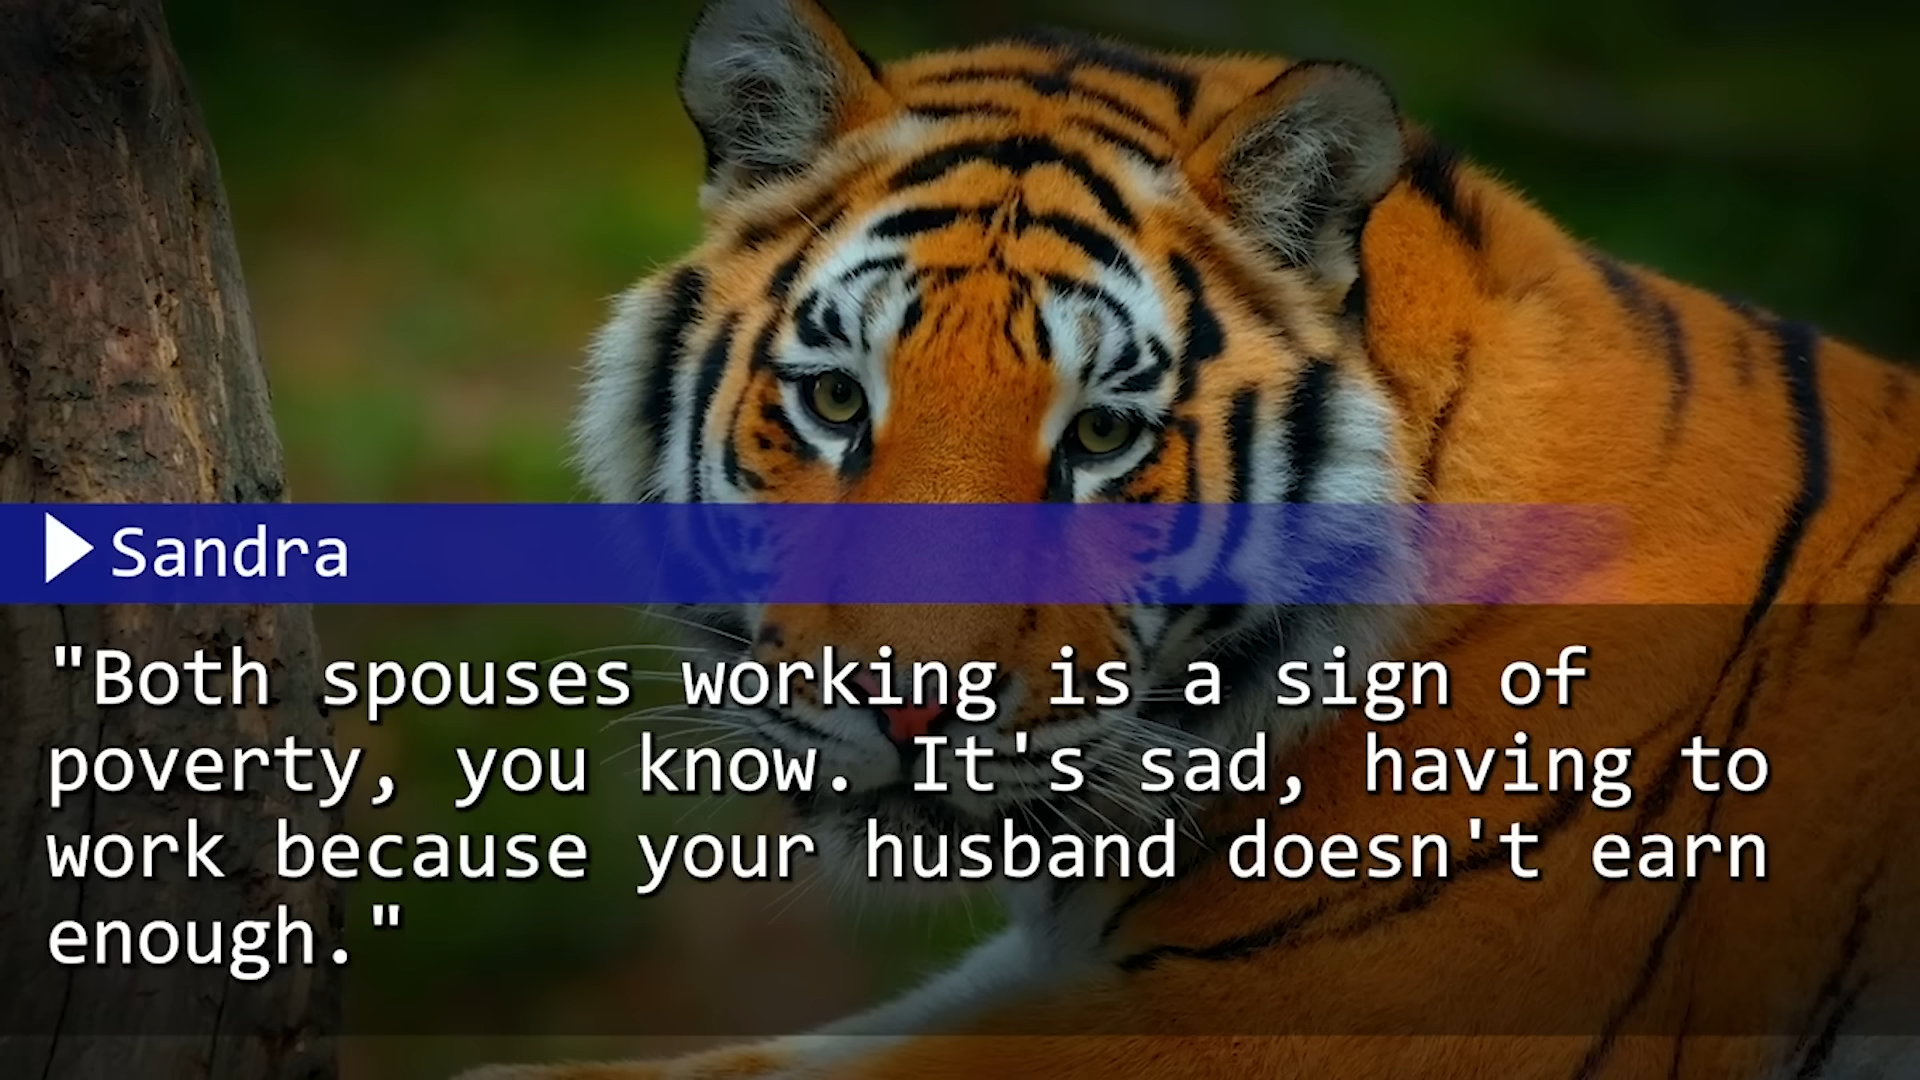 Sandra
"Both spouses working is a sign of
poverty, you know. It's sad, having to
work because your husband doesn't earn
enough."